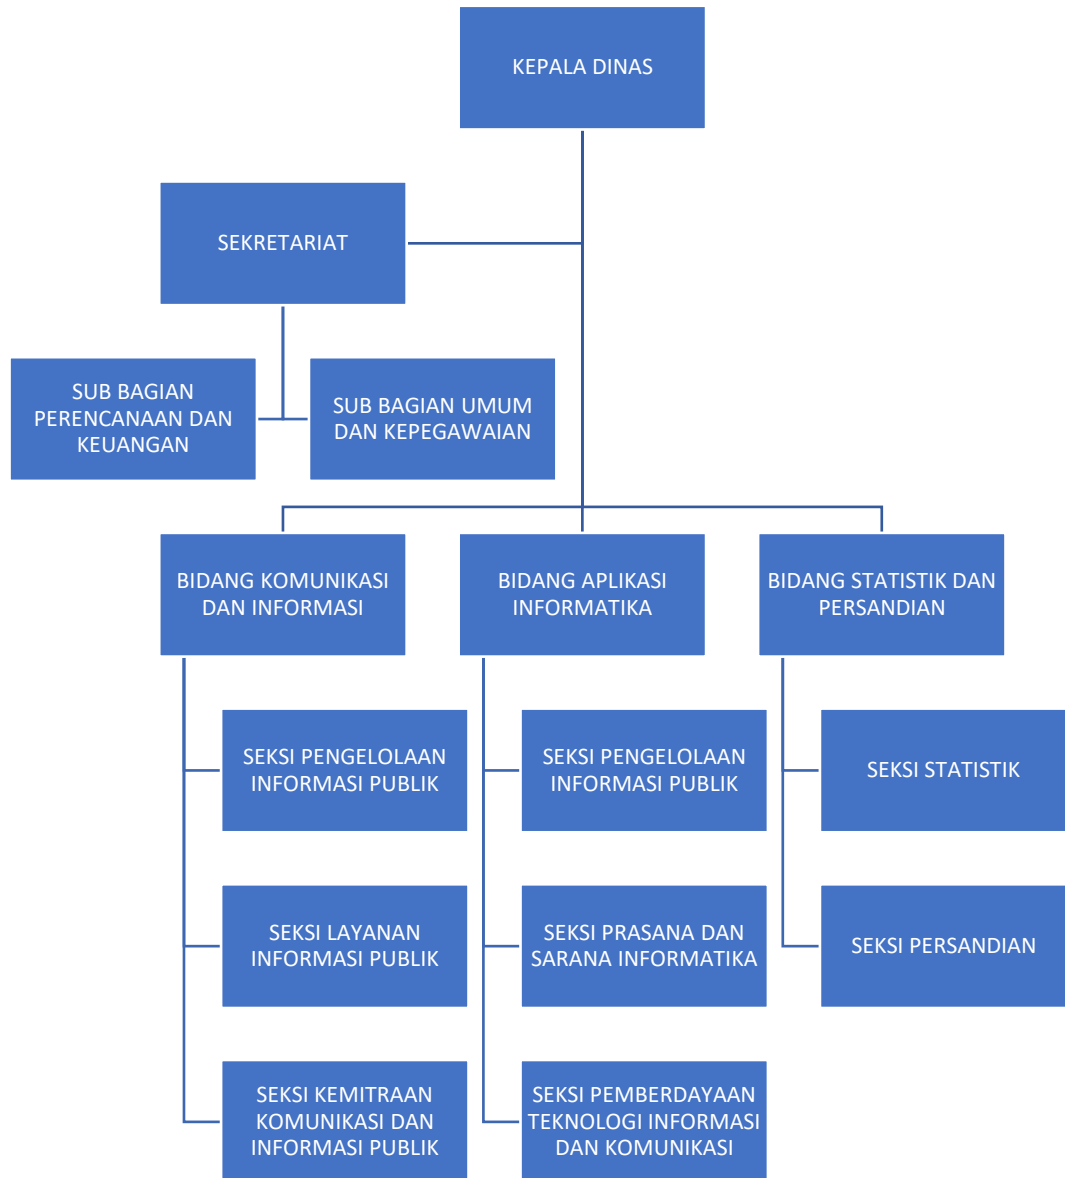 KEPALA DINAS
SEKRETARIAT
SUB BAGIAN
PERENCANAAN DAN
KEUANGAN
SUB BAGIAN UMUM
DAN KEPEGAWAIAN
BIDANG KOMUNIKASI
DAN INFORMASI
BIDANG APLIKASI
INFORMATIKA
BIDANG STATISTIK DAN
PERSANDIAN
SEKSI PENGELOLAAN
INFORMASI PUBLIK
SEKSI PENGELOLAAN
INFORMASI PUBLIK
SEKSI STATISTIK
SEKSI LAYANAN
INFORMASI PUBLIK
SEKSI PRASANA DAN
SARANA INFORMATIKA
SEKSI PERSANDIAN
SEKSI KEMITRAAN
KOMUNIKASI DAN
INFORMASI PUBLIK
SEKSI PEMBERDAYAAN
TEKNOLOGI INFORMASI
DAN KOMUNIKASI